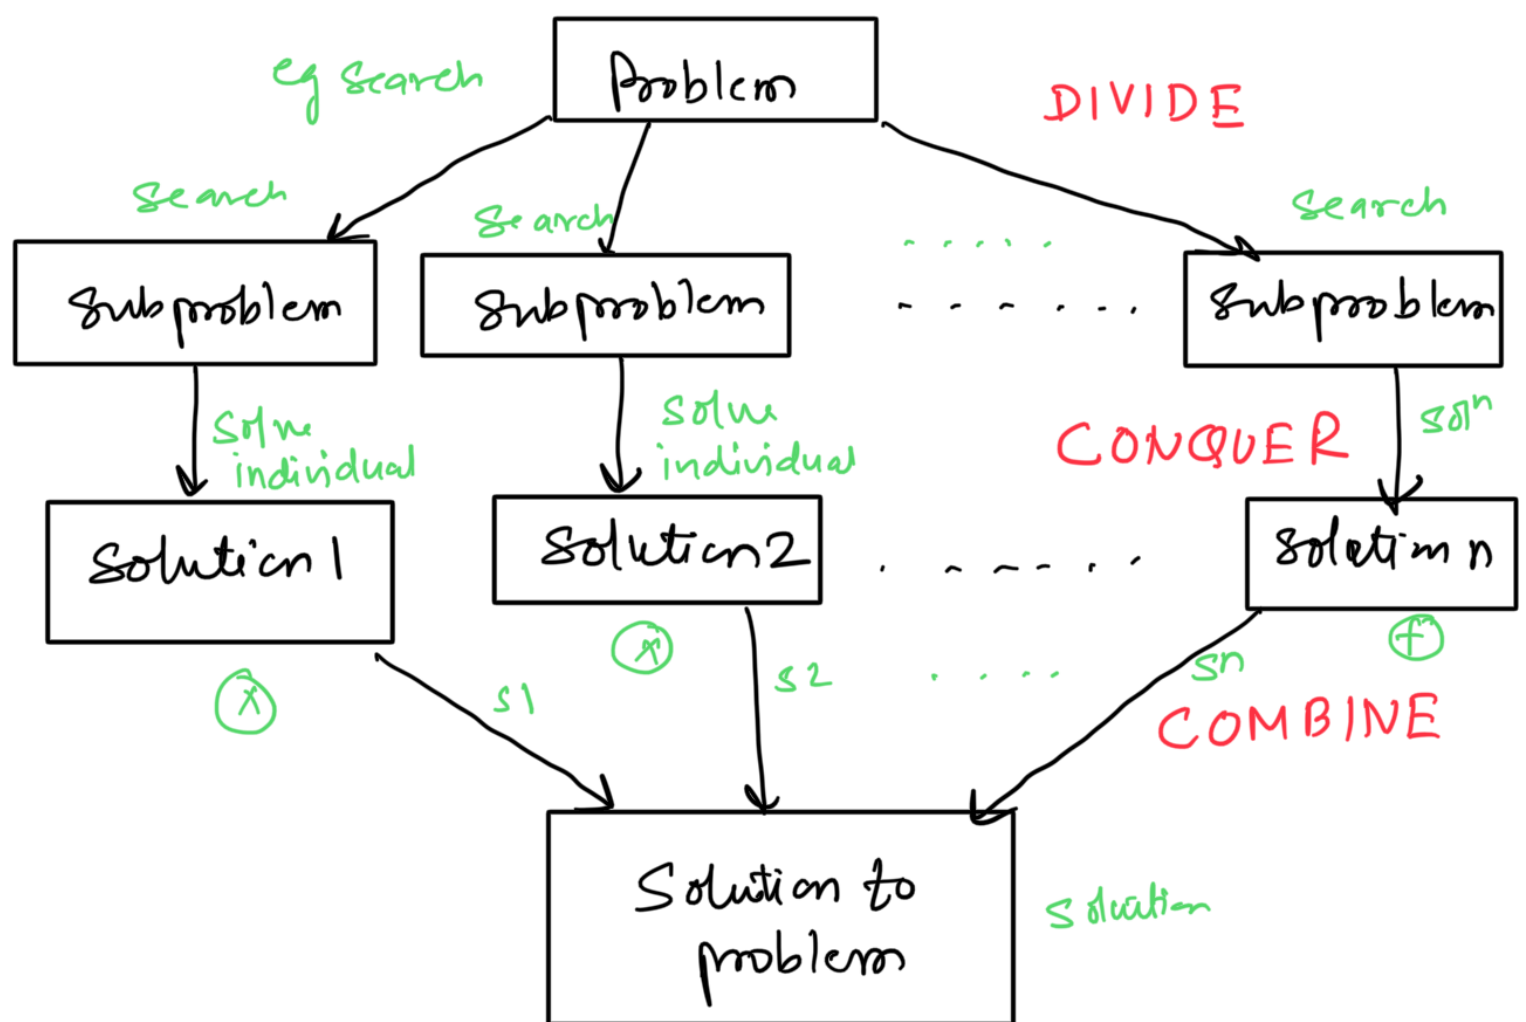 Problem
eg search
DIVIDE
search
search
search
subproblem
subproblem
subproblem
solve
individual
solve
individual
CONQUER
solⁿ
solution 1
solution 2
solution n
x
x
+
s1
s2
sn
COMBINE
Solution to
problem
solution